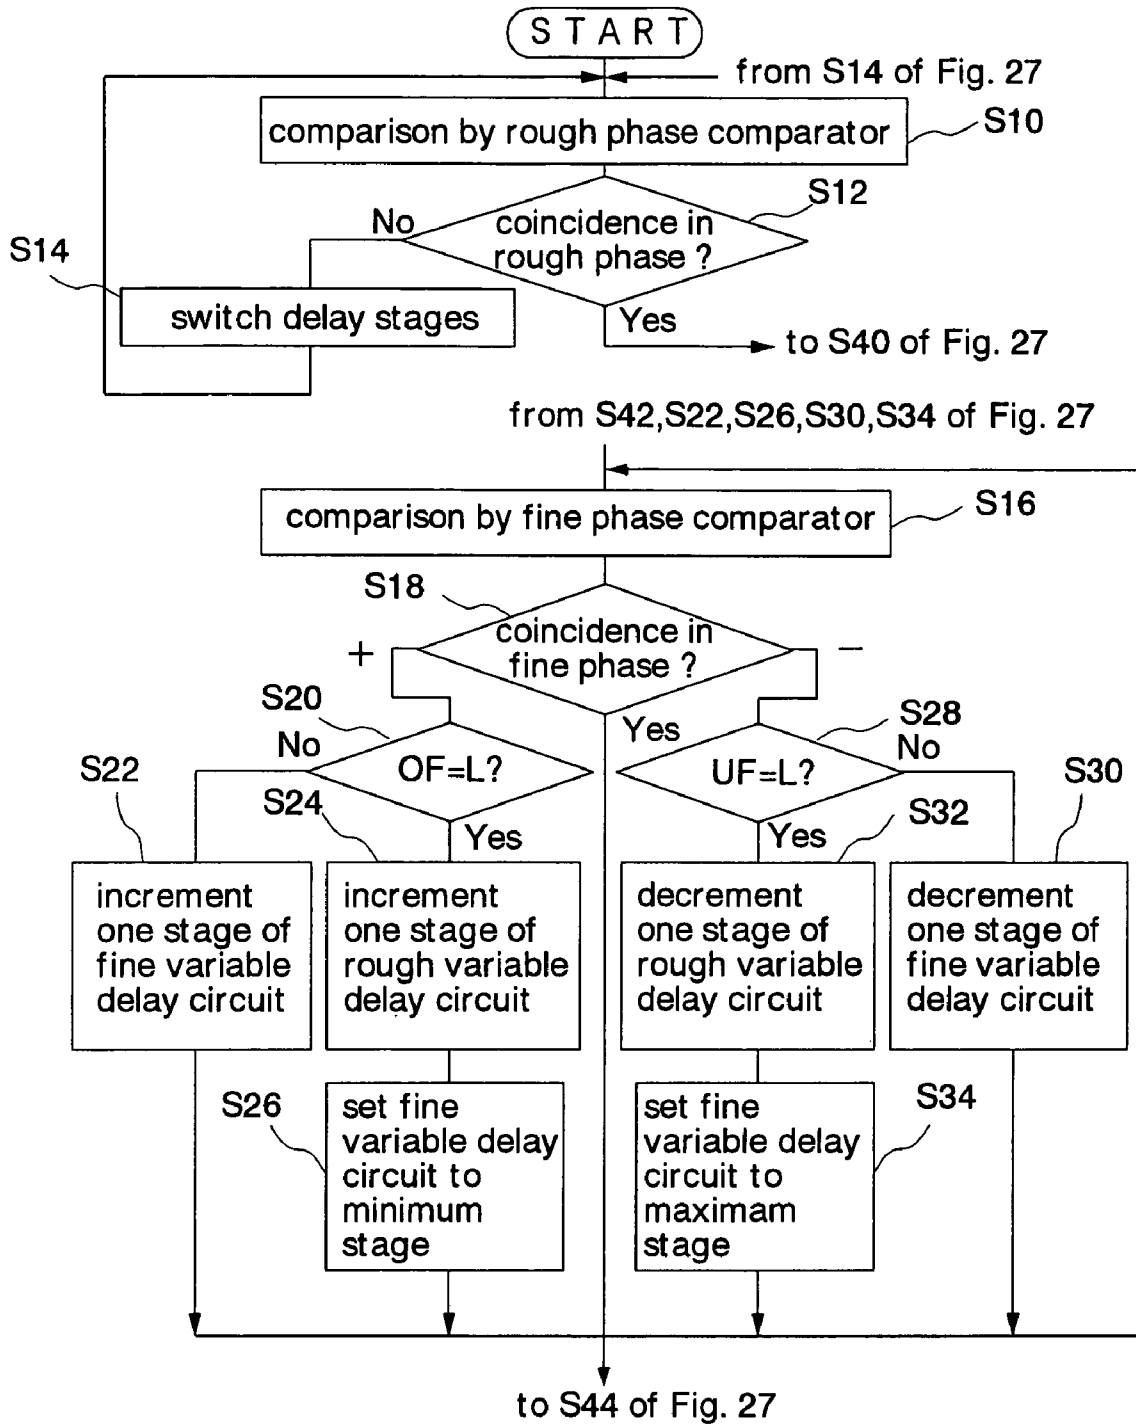 START
from S14 of Fig. 27
comparison by rough phase comparator
S10
S12
coincidence in
rough phase ?
No
S14
switch delay stages
Yes
to S40 of Fig. 27
from S42,S22,S26,S30,S34 of Fig. 27
comparison by fine phase comparator
S16
S18
coincidence in
fine phase ?
+
−
Yes
S20
No
OF=L?
Yes
S28
UF=L?
No
Yes
S22
increment
one stage of
fine variable
delay circuit
S24
increment
one stage of
rough variable
delay circuit
S32
decrement
one stage of
rough variable
delay circuit
S30
decrement
one stage of
fine variable
delay circuit
S26
set fine
variable delay
circuit to
minimum
stage
S34
set fine
variable delay
circuit to
maximam
stage
to S44 of Fig. 27